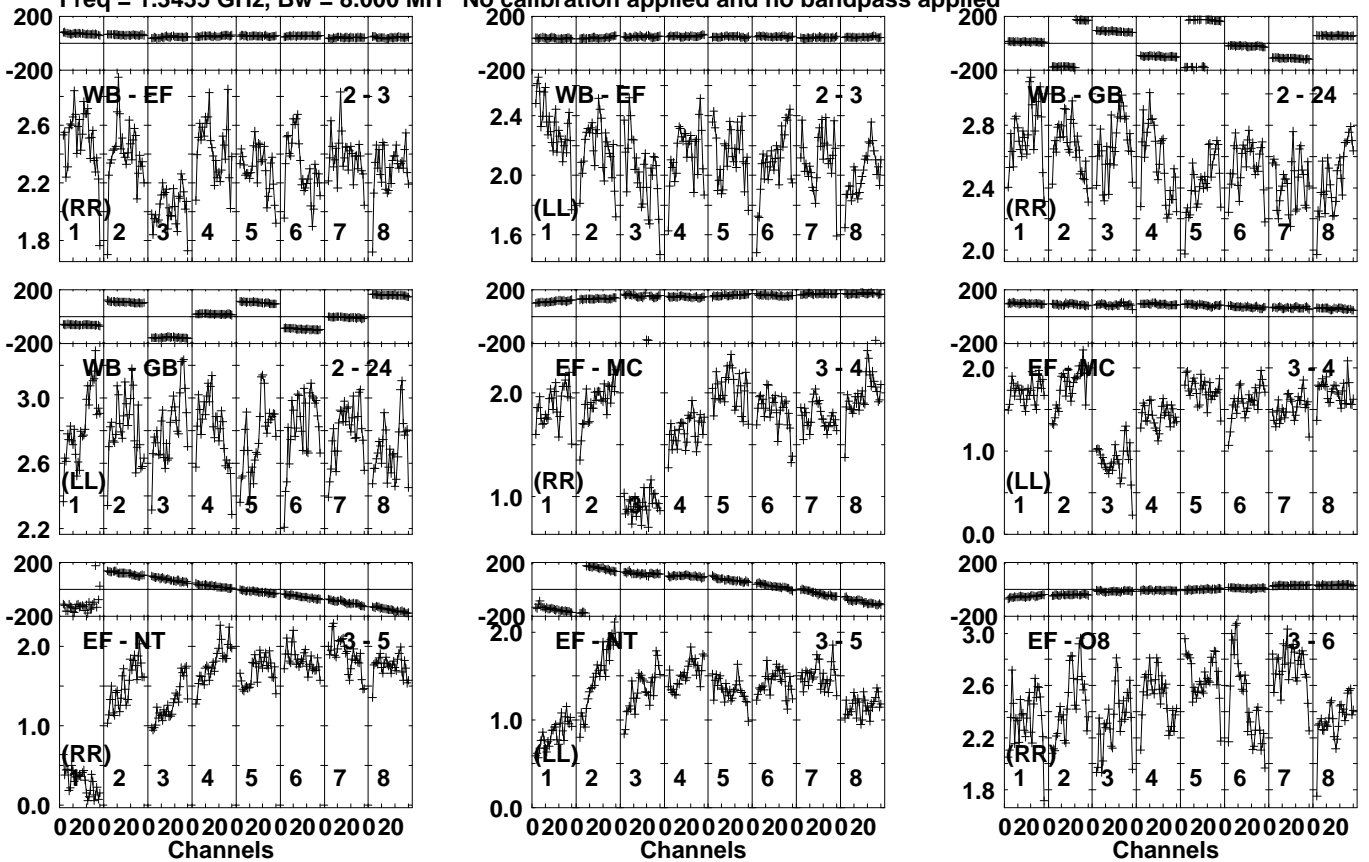 Freq = GHz, Bw = 8.000 No calibration applied and no bandpass applied
200 200 200
-200 -200
WB - EF 2 - 3 WB - EF 2 - 3 WB - GB 2 - 24
2.6 2.4 2.8
2.2 2.0 2.4
(RR) (LL) (RR)
1 2 3 4 5 6 7 8 1 2 3 4 5 6 7 8 1 2 3 4 5 6 7 8
1.8 1.6 2.0
200 200 200
-200 -200 -200
WB - GB 2 - 24 EF - MC 3 - 4 EF - MC 3 - 4
3.0 2.0 2.0
2.6 1.0
(LL) (RR) (LL)
1 2 3 4 5 6 7 8 1 2 3 4 5 6 7 8 1 2 3 4 5 6 7 8
2.2 1.0 0.0
200 200 200
-200 -200 -200
EF - NT 3 - 5 EF - NT 3 - 5 EF - O8 3 - 6
2.0 2.0 3.0
1.0 1.0 2.6
2.2
(RR) (LL) (RR)
1 2 3 4 5 6 7 8 1 2 3 4 5 6 7 8 1 2 3 4 5 6 7 8
0.0 0.0 1.8
0 20 0 20 0 20 0 20 0 20 0 20 0 20 0 20 0 20 0 20 0 20 0 20 0 20 0 20 0 20 0 20 0 20 0 20 0 20 0 20 0 20 0 20 0 20 0 20
Channels Channels Channels